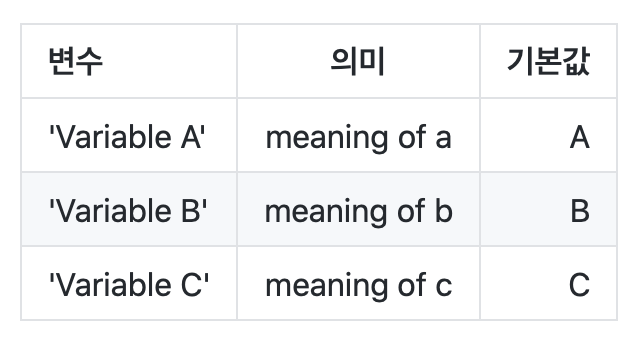 변수 의미 기본값
'Variable A' meaning of a A
'Variable B' meaning of b B
'Variable C' meaning of c C